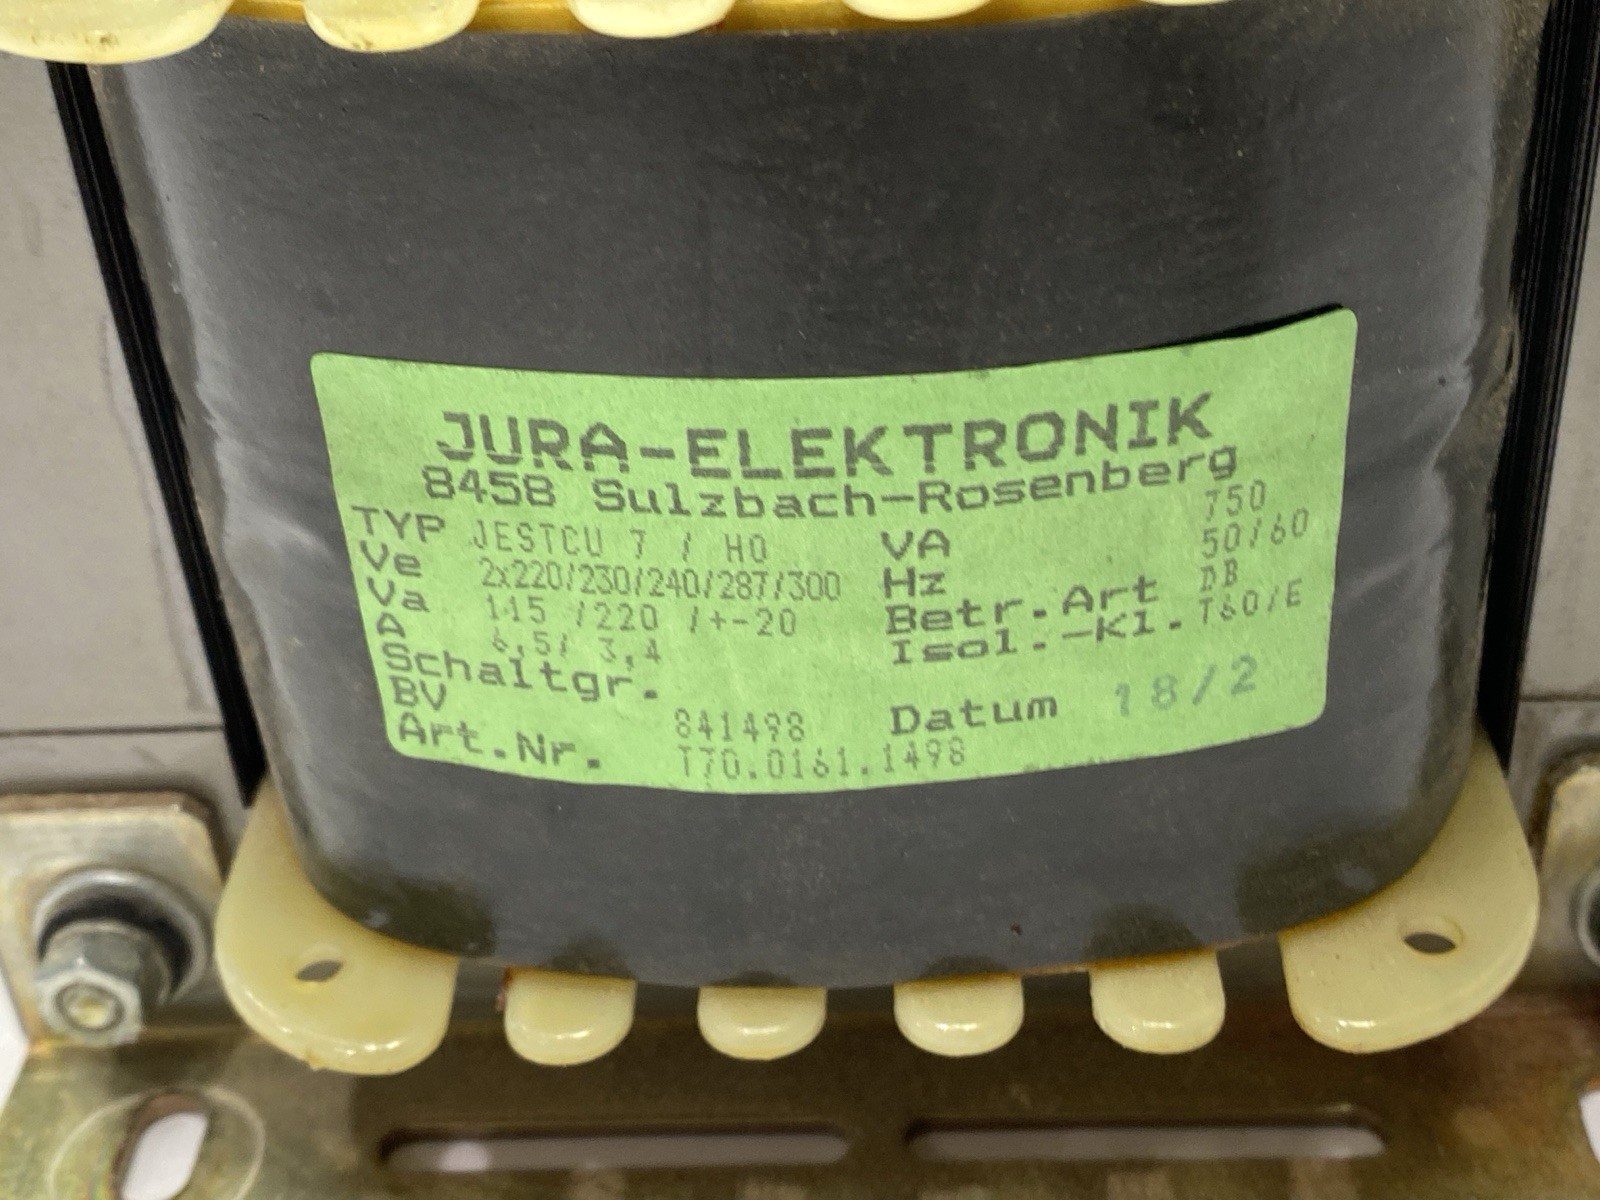 JURA-ELEKTRONIK
8458 Sulzbach-Rosenberg
TYP JESTCU 7 / HO VA 750
Ve 2x220/230/240/287/300 Hz 50/60
Va 115 /220 /+-20 Betr.Art DB
A 6,5/ 3,4 Isol.-Kl. T60/E
Schaltgr.
BV 841498 Datum 18/2
Art.Nr. T70.0161.1498